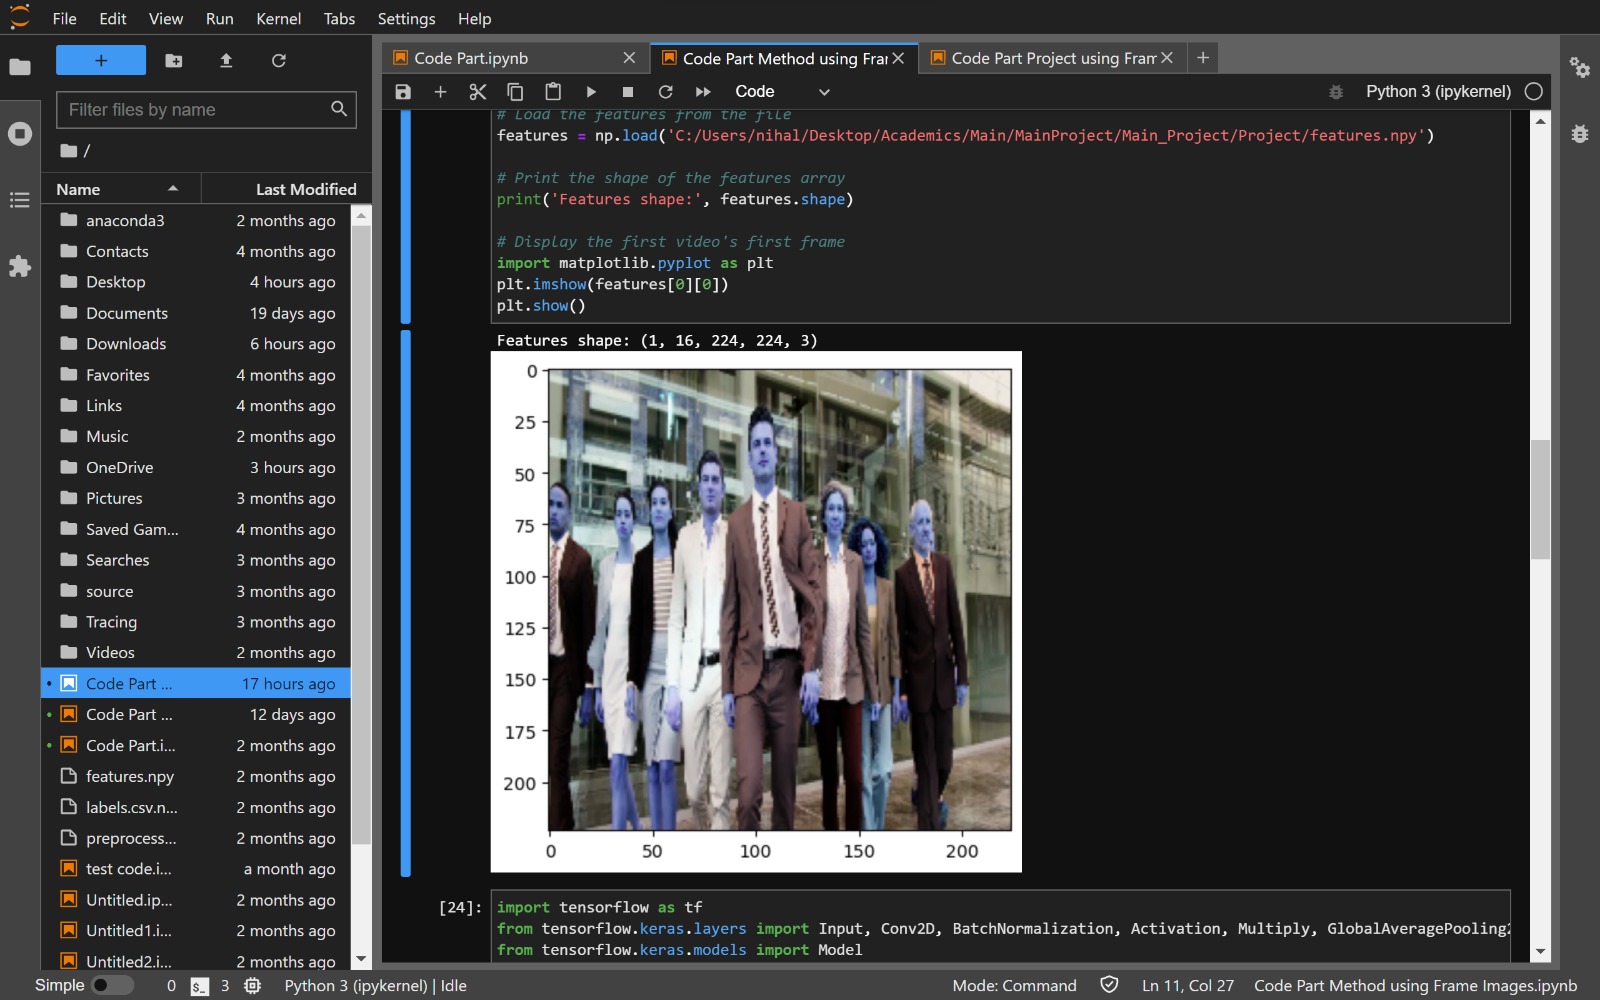 File Edit View Run Kernel Tabs Settings Help
Code Part.ipynb
Code Part Method using Fra
Code Part Project using Fram
Filter files by name
Code
Python 3 (ipykernel)
/
Name Last Modified
anaconda3 2 months ago
Contacts 4 months ago
Desktop 4 hours ago
Documents 19 days ago
Downloads 6 hours ago
Favorites 4 months ago
Links 4 months ago
Music 2 months ago
OneDrive 3 hours ago
Pictures 3 months ago
Saved Gam... 4 months ago
Searches 3 months ago
source 3 months ago
Tracing 3 months ago
Videos 2 months ago
Code Part ... 17 hours ago
Code Part ... 12 days ago
Code Part.i... 2 months ago
features.npy 2 months ago
labels.csv.n... 2 months ago
preprocess... 2 months ago
test code.i... a month ago
Untitled.ip... 2 months ago
Untitled1.i... 2 months ago
Untitled2.i... 2 months ago
# Load the features from the file
features = np.load('C:/Users/nihal/Desktop/Academics/Main/MainProject/Main_Project/Project/features.npy')
# Print the shape of the features array
print('Features shape:', features.shape)
# Display the first video's first frame
import matplotlib.pyplot as plt
plt.imshow(features[0][0])
plt.show()
Features shape: (1, 16, 224, 224, 3)
0
25
50
75
100
125
150
175
200
0 50 100 150 200
[24]:
import tensorflow as tf
from tensorflow.keras.layers import Input, Conv2D, BatchNormalization, Activation, Multiply, GlobalAveragePooling2
from tensorflow.keras.models import Model
Simple 0 $_ 3 Python 3 (ipykernel) | Idle
Mode: Command Ln 11, Col 27 Code Part Method using Frame Images.ipynb